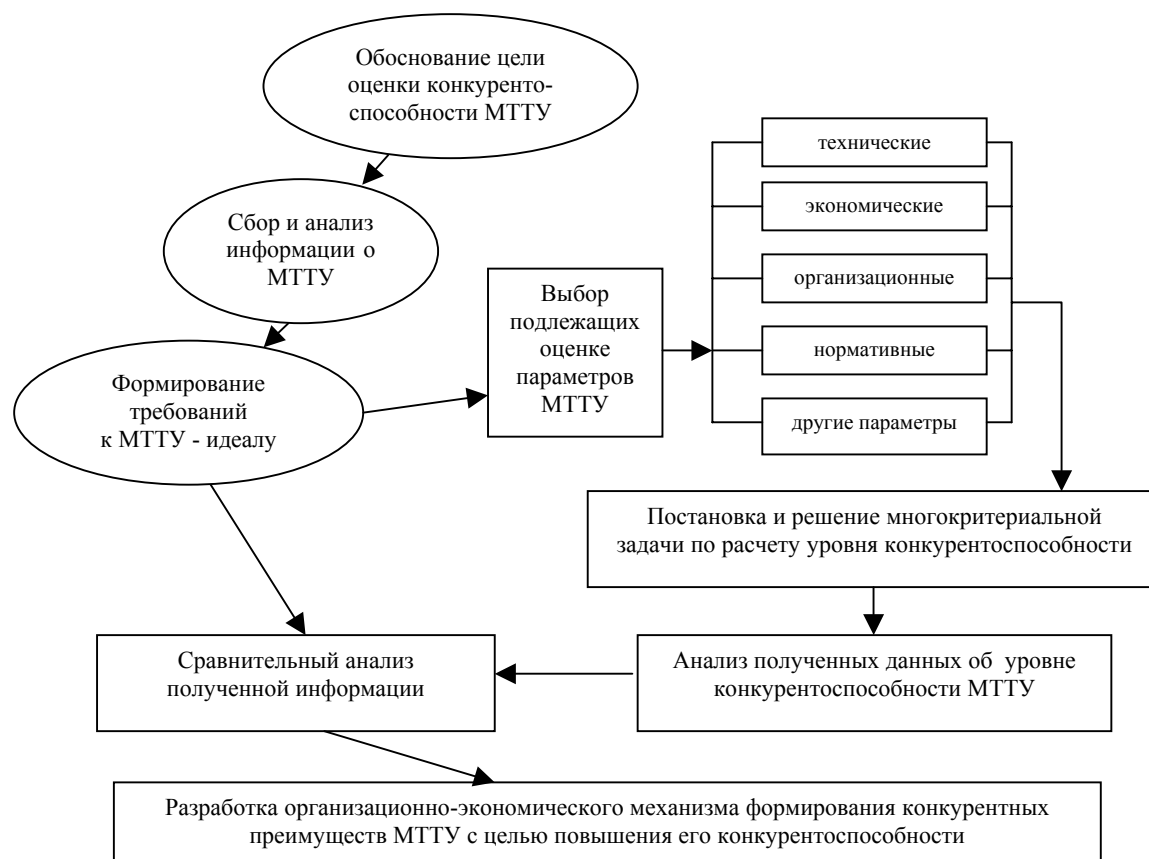 Обоснование цели
оценки конкуренто-
способности МТТУ
Сбор и анализ
информации о
МТТУ
Формирование
требований
к МТТУ - идеалу
Выбор
подлежащих
оценке
параметров
МТТУ
технические
экономические
организационные
нормативные
другие параметры
Постановка и решение многокритериальной
задачи по расчету уровня конкурентоспособности
Анализ полученных данных об уровне
конкурентоспособности МТТУ
Сравнительный анализ
полученной информации
Разработка организационно-экономического механизма формирования конкурентных
преимуществ МТТУ с целью повышения его конкурентоспособности